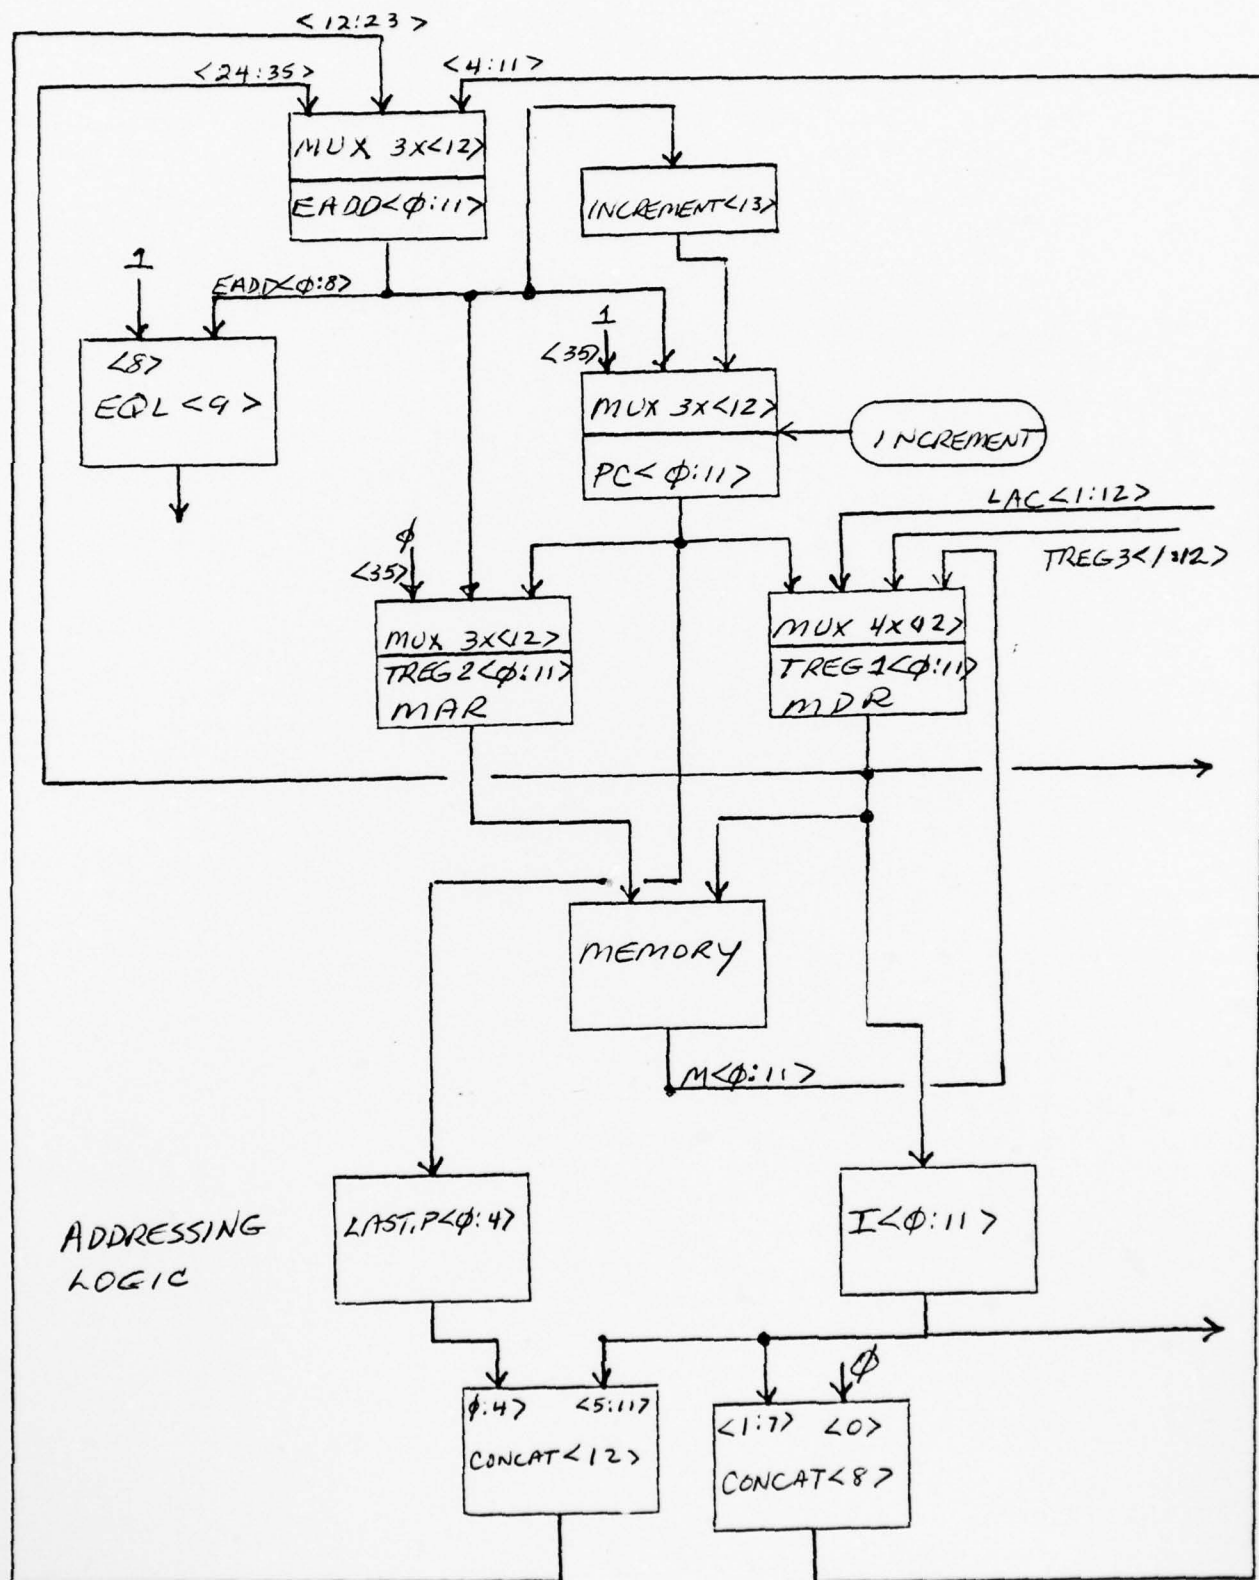 <12:23>
<24:35>
<4:11>
MUX 3X<12>
EADD<φ:11>
INCREMENT<13>
1
EADD<φ:8>
<8>
EQL <9>
1
<35>
MUX 3X<12>
PC<φ:11>
INCREMENT
LAC<1:12>
TREG3<1:12>
φ
<35>
MUX 3X<12>
TREG2<φ:11>
MAR
MUX 4X<12>
TREG1<φ:11>
MDR
MEMORY
M<φ:11>
LAST.P<φ:4>
I<φ:11>
ADDRESSING
LOGIC
φ:4> <5:11>
CONCAT<12>
φ
<1:7> <0>
CONCAT<8>